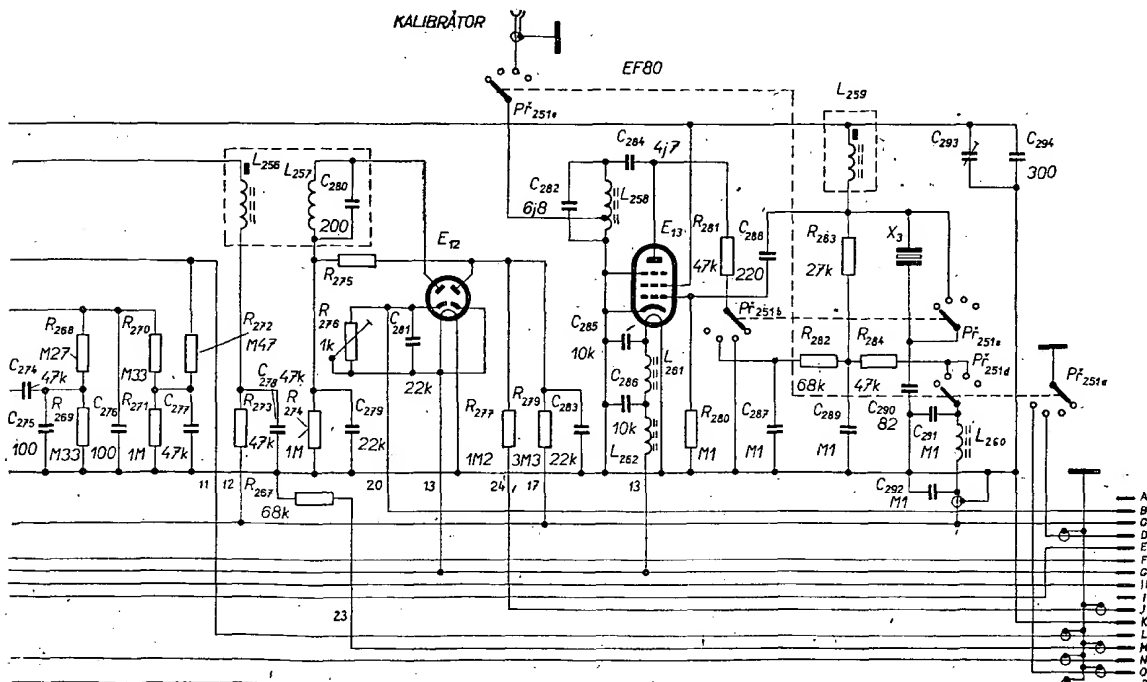 KALIBRÁTOR
EF80
Př251e
L259
C284
4j7
C293
C294
300
L256
L257
C280
200
C282
6j8
L258
R281
47k
C288
220
E13
R283
27k
X3
E12
R275
R276
1k
C281
22k
C285
10k
L261
Př251b
Př251c
Př251d
Př251a
R268
M27
R270
M33
R272
M47
C274
47k
C278
47k
R282
68k
R284
47k
C275
100
R269
M33
C276
100
R271
1M
C277
47k
R273
47k
R274
1M
C279
22k
C286
10k
R277
1M2
R279
3M3
C283
22k
L262
R280
M1
C287
M1
C289
M1
C290
82
C291
M1
L260
C292
M1
11
12
20
13
24
17
13
R267
68k
23
A
B
C
D
E
F
G
H
I
J
K
L
M
N
O